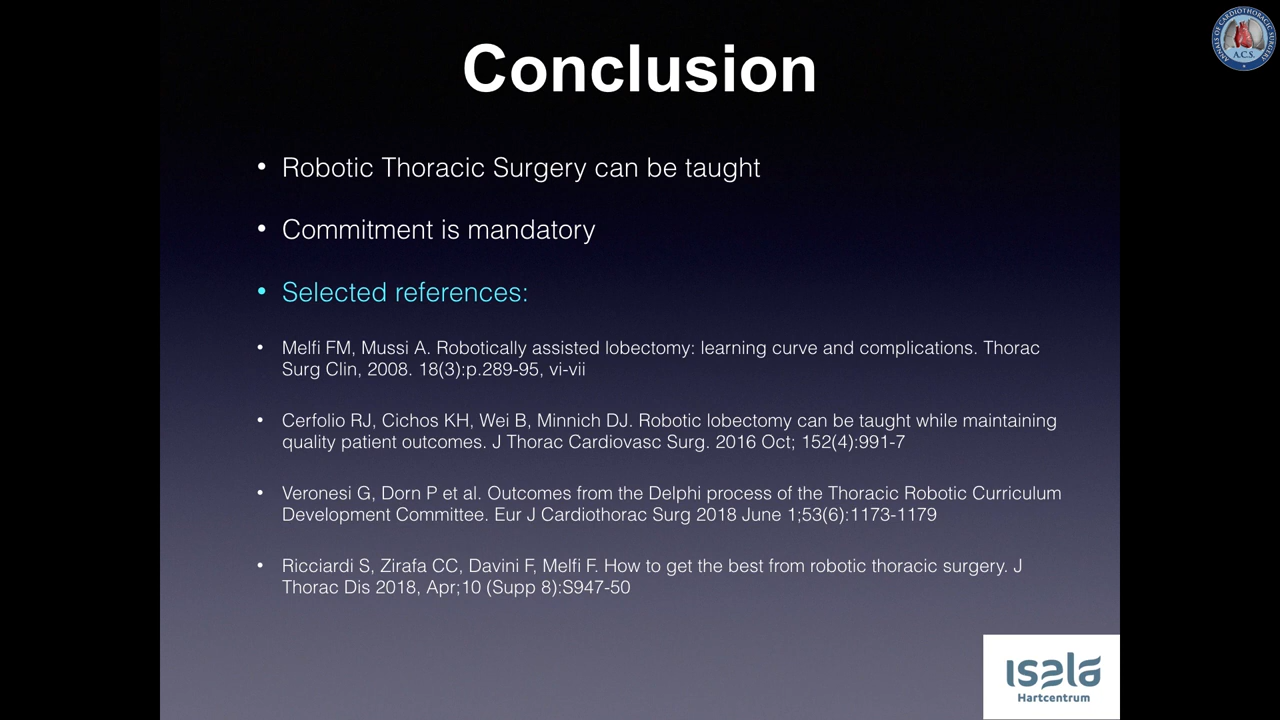 ANNALS OF CARDIOTHORACIC SURGERY
A.C.S.
Conclusion
• Robotic Thoracic Surgery can be taught
• Commitment is mandatory
• Selected references:
• Melfi FM, Mussi A. Robotically assisted lobectomy: learning curve and complications. Thorac
Surg Clin, 2008. 18(3):p.289-95, vi-vii
• Cerfolio RJ, Cichos KH, Wei B, Minnich DJ. Robotic lobectomy can be taught while maintaining
quality patient outcomes. J Thorac Cardiovasc Surg. 2016 Oct; 152(4):991-7
• Veronesi G, Dorn P et al. Outcomes from the Delphi process of the Thoracic Robotic Curriculum
Development Committee. Eur J Cardiothorac Surg 2018 June 1;53(6):1173-1179
• Ricciardi S, Zirafa CC, Davini F, Melfi F. How to get the best from robotic thoracic surgery. J
Thorac Dis 2018, Apr;10 (Supp 8):S947-50
isala
Hartcentrum